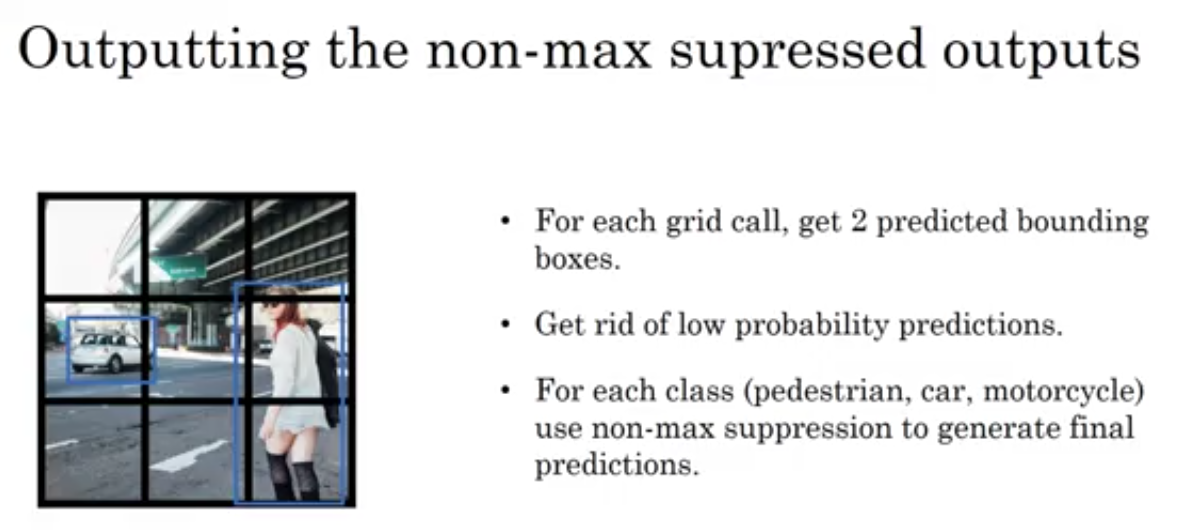 Outputting the non-max supressed outputs
• For each grid call, get 2 predicted bounding
boxes.
• Get rid of low probability predictions.
• For each class (pedestrian, car, motorcycle)
use non-max suppression to generate final
predictions.